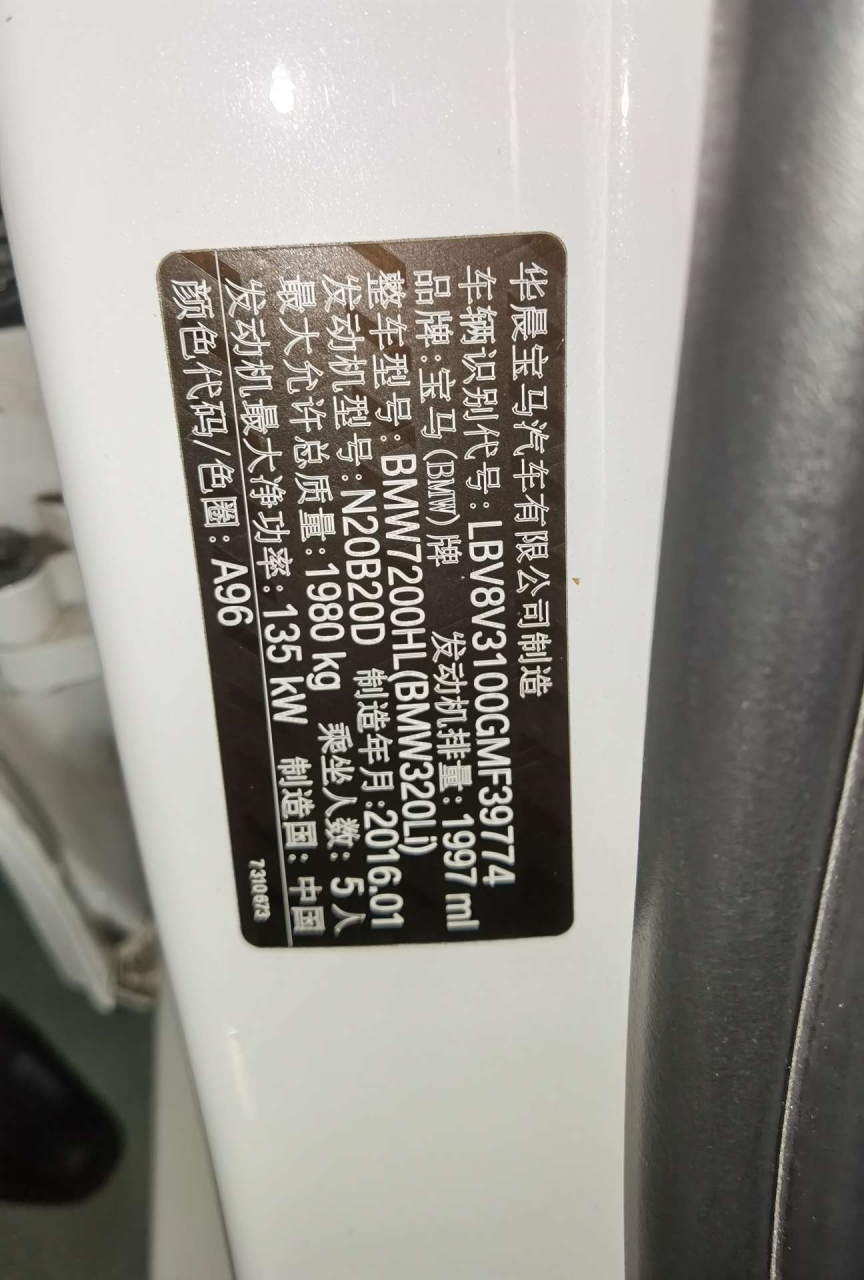 华晨宝马汽车有限公司制造
车辆识别代号：LBV8V3100GMF39774
品牌：宝马(BMW)牌 发动机排量：1997 ml
整车型号：BMW7200HL(BMW320Li)
发动机型号：N20B20D 制造年月：2016.01
最大允许总质量：1980 kg 乘坐人数：5人
发动机最大净功率：135 kW 制造国：中国
颜色代码/色圈：A96
7310673